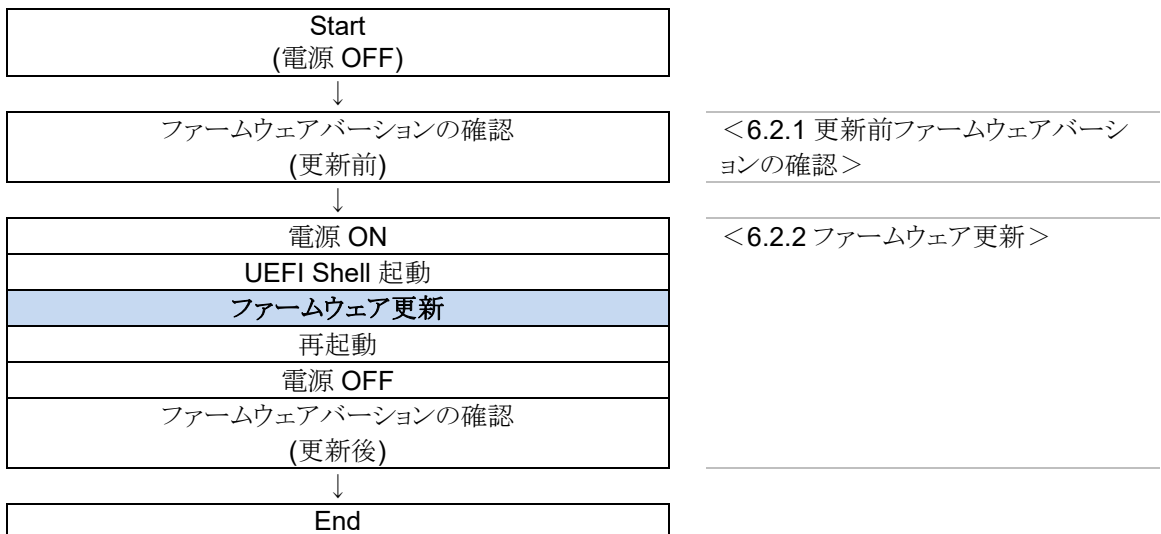 Start
(電源 OFF)
↓
ファームウェアバージョンの確認
(更新前)
＜6.2.1 更新前ファームウェアバーシ
ョンの確認＞
↓
電源 ON
＜6.2.2 ファームウェア更新＞
UEFI Shell 起動
ファームウェア更新
再起動
電源 OFF
ファームウェアバージョンの確認
(更新後)
↓
End